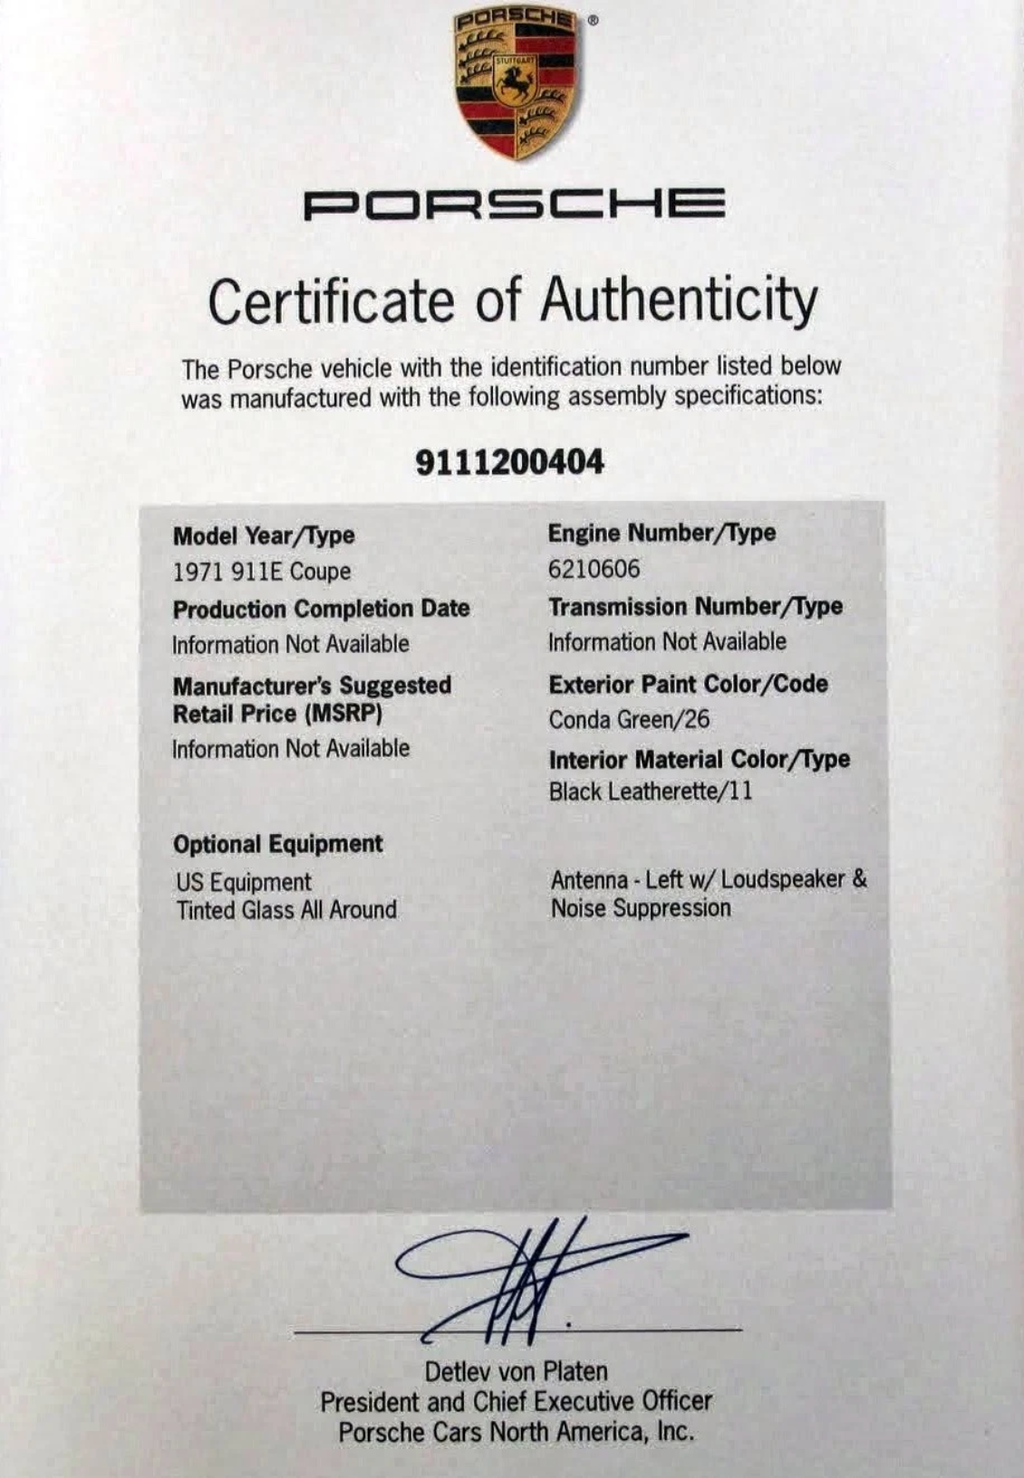 PORSCHE
®
STUTTGART
PORSCHE
Certificate of Authenticity
The Porsche vehicle with the identification number listed below
was manufactured with the following assembly specifications:
9111200404
Model Year/Type
1971 911E Coupe
Production Completion Date
Information Not Available
Manufacturer's Suggested
Retail Price (MSRP)
Information Not Available
Engine Number/Type
6210606
Transmission Number/Type
Information Not Available
Exterior Paint Color/Code
Conda Green/26
Interior Material Color/Type
Black Leatherette/11
Optional Equipment
US Equipment
Tinted Glass All Around
Antenna - Left w/ Loudspeaker &
Noise Suppression
Detlev von Platen
President and Chief Executive Officer
Porsche Cars North America, Inc.